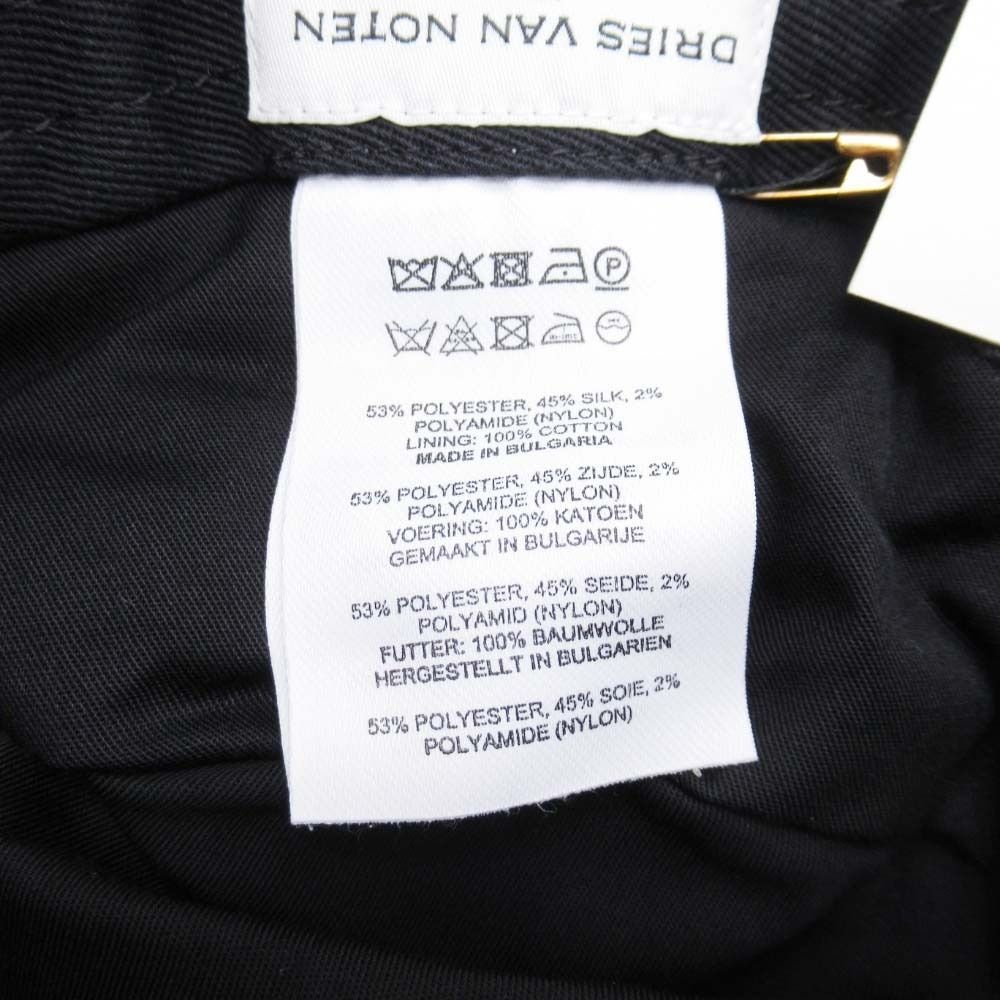 DRIES VAN NOTEN
P
53% POLYESTER, 45% SILK, 2%
POLYAMIDE (NYLON)
LINING: 100% COTTON
MADE IN BULGARIA
53% POLYESTER, 45% ZIJDE, 2%
POLYAMIDE (NYLON)
VOERING: 100% KATOEN
GEMAAKT IN BULGARIJE
53% POLYESTER, 45% SEIDE, 2%
POLYAMID (NYLON)
FUTTER: 100% BAUMWOLLE
HERGESTELLT IN BULGARIEN
53% POLYESTER, 45% SOIE, 2%
POLYAMIDE (NYLON)